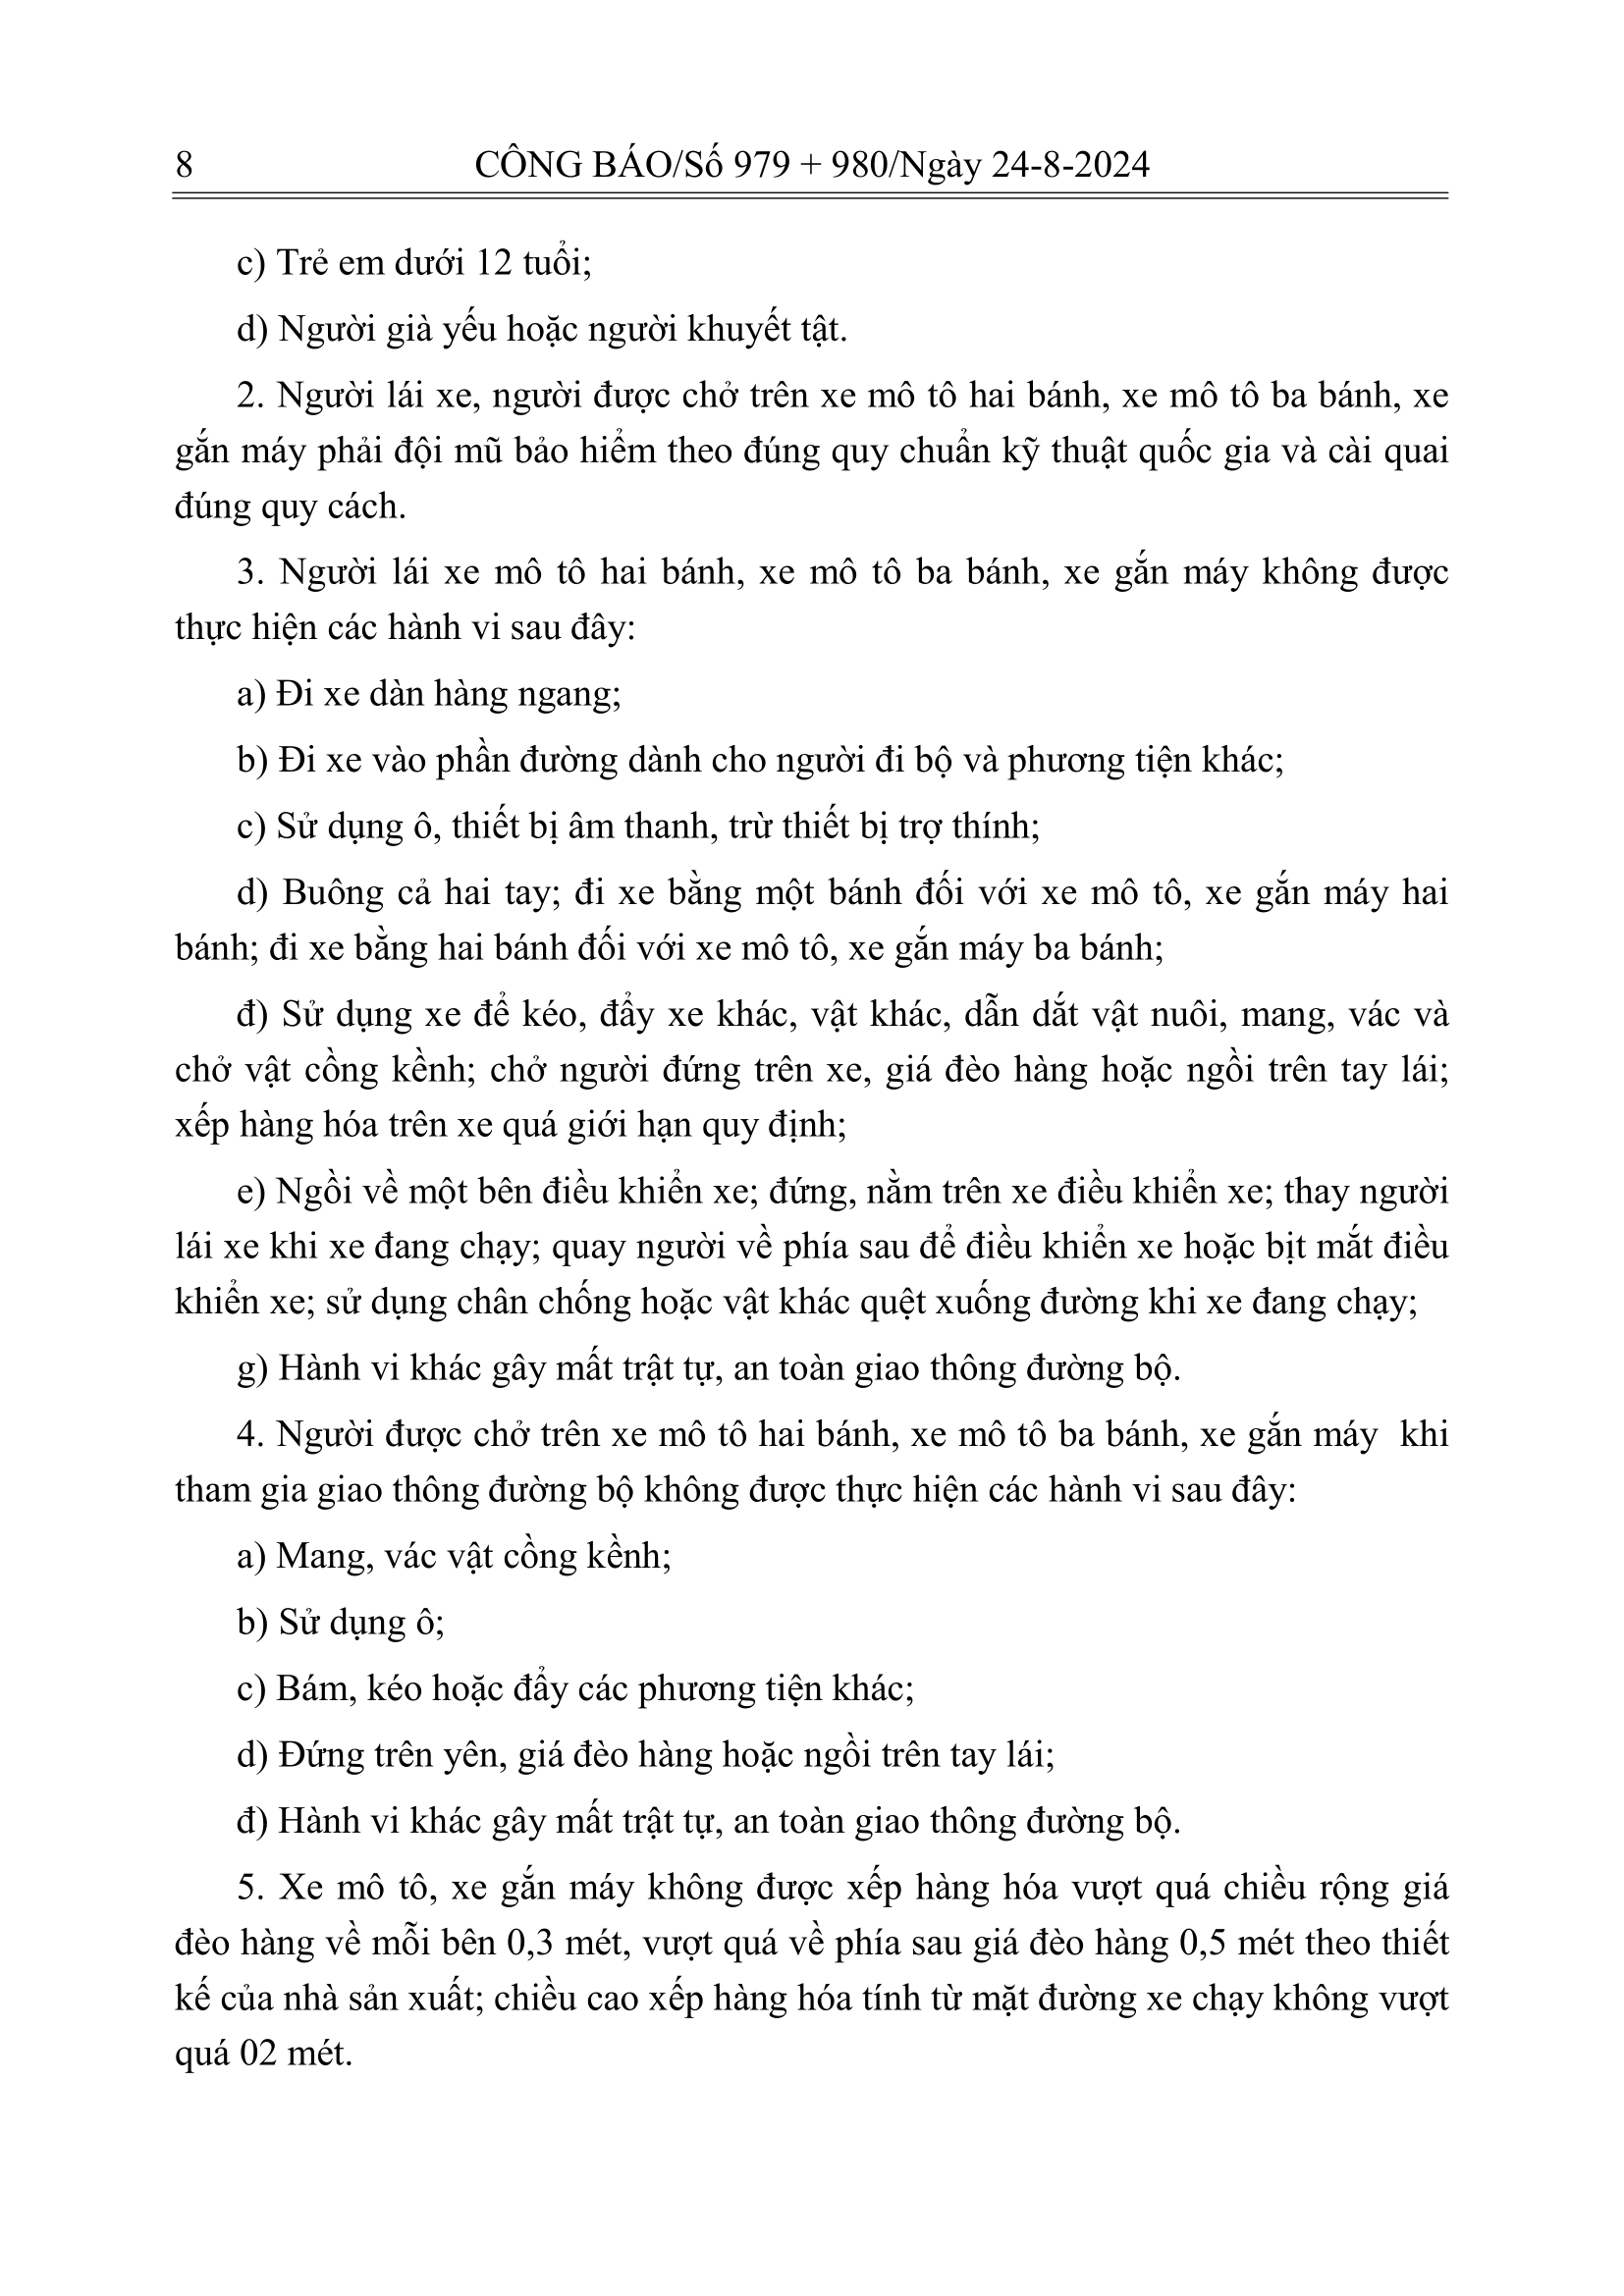 8
CÔNG BÁO/Số 979 + 980/Ngày 24-8-2024
c) Trẻ em dưới 12 tuổi;
d) Người già yếu hoặc người khuyết tật.
2. Người lái xe, người được chở trên xe mô tô hai bánh, xe mô tô ba bánh, xe
gắn máy phải đội mũ bảo hiểm theo đúng quy chuẩn kỹ thuật quốc gia và cài quai
đúng quy cách.
3. Người lái xe mô tô hai bánh, xe mô tô ba bánh, xe gắn máy không được
thực hiện các hành vi sau đây:
a) Đi xe dàn hàng ngang;
b) Đi xe vào phần đường dành cho người đi bộ và phương tiện khác;
c) Sử dụng ô, thiết bị âm thanh, trừ thiết bị trợ thính;
d) Buông cả hai tay; đi xe bằng một bánh đối với xe mô tô, xe gắn máy hai
bánh; đi xe bằng hai bánh đối với xe mô tô, xe gắn máy ba bánh;
đ) Sử dụng xe để kéo, đẩy xe khác, vật khác, dẫn dắt vật nuôi, mang, vác và
chở vật cồng kềnh; chở người đứng trên xe, giá đèo hàng hoặc ngồi trên tay lái;
xếp hàng hóa trên xe quá giới hạn quy định;
e) Ngồi về một bên điều khiển xe; đứng, nằm trên xe điều khiển xe; thay người
lái xe khi xe đang chạy; quay người về phía sau để điều khiển xe hoặc bịt mắt điều
khiển xe; sử dụng chân chống hoặc vật khác quệt xuống đường khi xe đang chạy;
g) Hành vi khác gây mất trật tự, an toàn giao thông đường bộ.
4. Người được chở trên xe mô tô hai bánh, xe mô tô ba bánh, xe gắn máy  khi
tham gia giao thông đường bộ không được thực hiện các hành vi sau đây:
a) Mang, vác vật cồng kềnh;
b) Sử dụng ô;
c) Bám, kéo hoặc đẩy các phương tiện khác;
d) Đứng trên yên, giá đèo hàng hoặc ngồi trên tay lái;
đ) Hành vi khác gây mất trật tự, an toàn giao thông đường bộ.
5. Xe mô tô, xe gắn máy không được xếp hàng hóa vượt quá chiều rộng giá
đèo hàng về mỗi bên 0,3 mét, vượt quá về phía sau giá đèo hàng 0,5 mét theo thiết
kế của nhà sản xuất; chiều cao xếp hàng hóa tính từ mặt đường xe chạy không vượt
quá 02 mét.